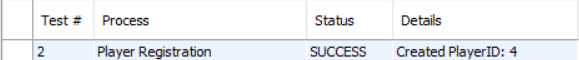 Test # Process Status Details
2 Player Registration SUCCESS Created PlayerID: 4